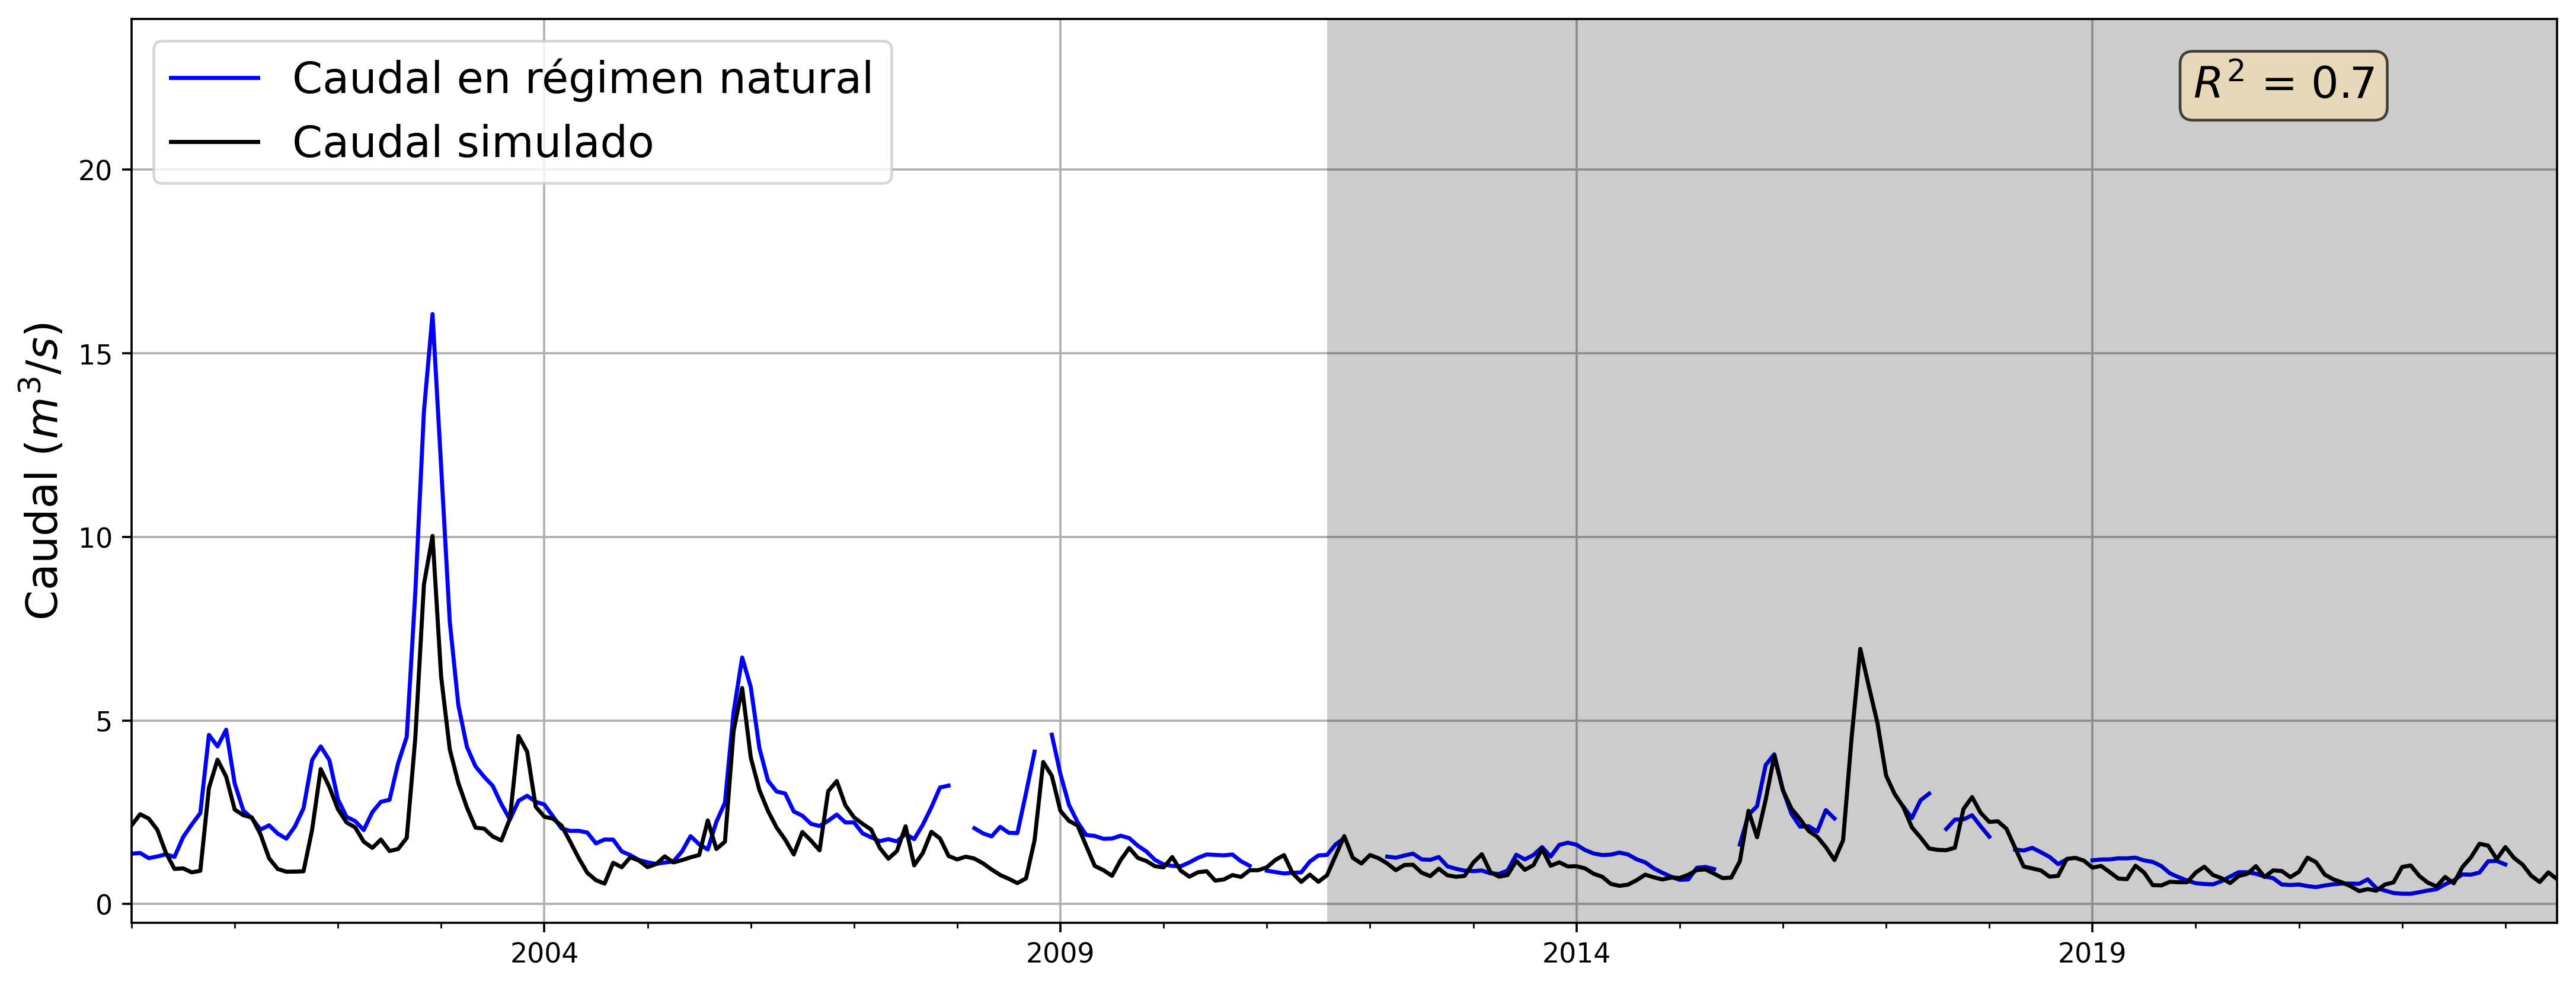 Caudal en régimen natural
Caudal simulado
R² = 0.7
Caudal (m³/s)
20
15
10
5
0
2004
2009
2014
2019